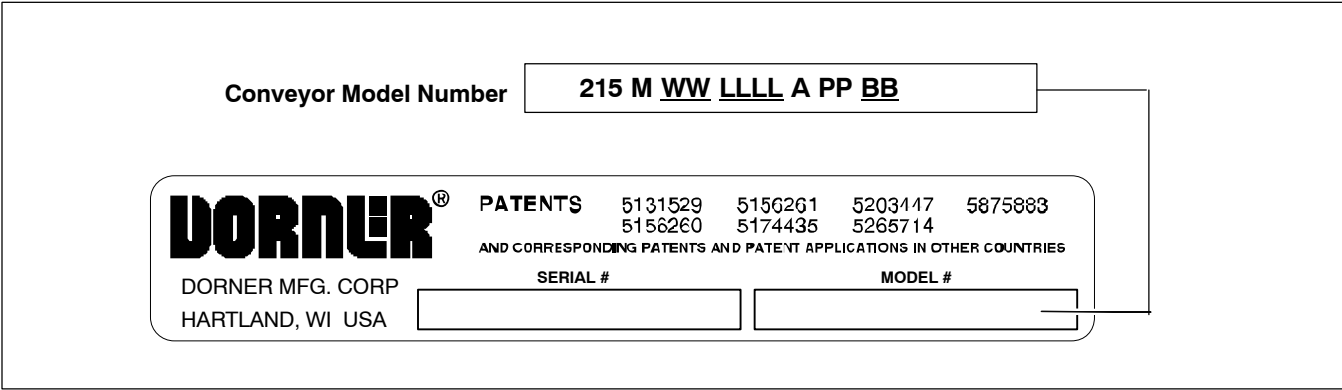 Conveyor Model Number 215 M WW LLLL A PP BB
DORNER® PATENTS 5131529 5156261 5203447 5875883
5156260 5174435 5265714
AND CORRESPONDING PATENTS AND PATENT APPLICATIONS IN OTHER COUNTRIES
DORNER MFG. CORP SERIAL # MODEL #
HARTLAND, WI USA